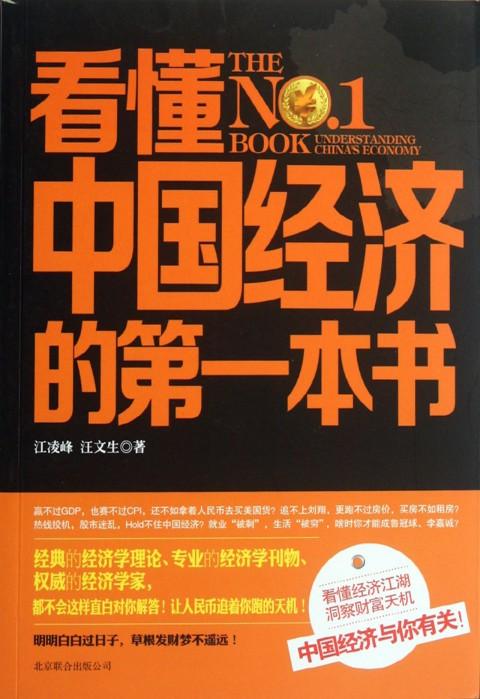 看懂
THE
NO.1
BOOK
UNDERSTANDING
CHINA'S ECONOMY
中国经济
的第一本书
江凌峰 汪文生◎著
赢不过GDP，也赛不过CPI，还不如拿着人民币去买美国货？追不上刘翔，更跑不过房价，买房不如租房？
热钱投机，股市迷乱，Hold不住中国经济？就业“被剩”，生活“被穷”，啥时你才能成鲁冠球、李嘉诚？
经典的经济学理论、专业的经济学刊物、
权威的经济学家，
都不会这样直白对你解答！让人民币追着你跑的天机！
看懂经济江湖
洞察财富天机
中国经济与你有关！
明明白白过日子，草根发财梦不遥远！
北京联合出版公司